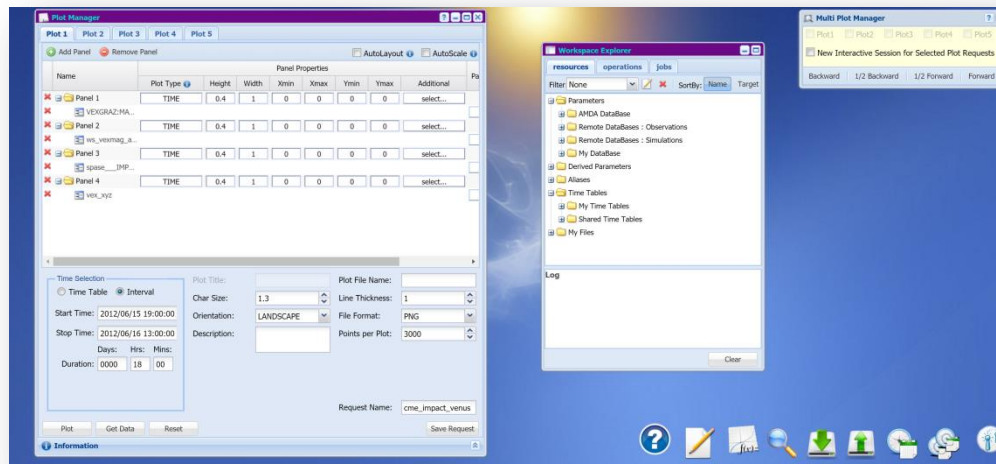 Plot Manager
Plot 1 Plot 2 Plot 3 Plot 4 Plot 5
Add Panel Remove Panel AutoLayout AutoScale
Name Panel Properties Pa
Plot Type Height Width Xmin Xmax Ymin Ymax Additional
Panel 1 TIME 0.4 1 0 0 0 0 select...
VEXGRAZ:MA...
Panel 2 TIME 0.4 1 0 0 0 0 select...
ws_vexmag_a...
Panel 3 TIME 0.4 1 0 0 0 0 select...
spase___IMP...
Panel 4 TIME 0.4 1 0 0 0 0 select...
vex_xyz
Time Selection
Time Table Interval
Start Time: 2012/06/15 19:00:00
Stop Time: 2012/06/16 13:00:00
Days: Hrs: Mins:
Duration: 0000 18 00
Plot Title: Plot File Name:
Char Size: 1.3 Line Thickness: 1
Orientation: LANDSCAPE File Format: PNG
Description: Points per Plot: 3000
Request Name: cme_impact_venus
Plot Get Data Reset Save Request
Information
Workspace Explorer
resources operations jobs
Filter None SortBy: Name Target
Parameters
AMDA DataBase
Remote DataBases : Observations
Remote DataBases : Simulations
My DataBase
Derived Parameters
Aliases
Time Tables
My Time Tables
Shared Time Tables
My Files
Log
Clear
Multi Plot Manager
Plot1 Plot2 Plot3 Plot4 Plot5
New Interactive Session for Selected Plot Requests
Backward 1/2 Backward 1/2 Forward Forward
f(x)=